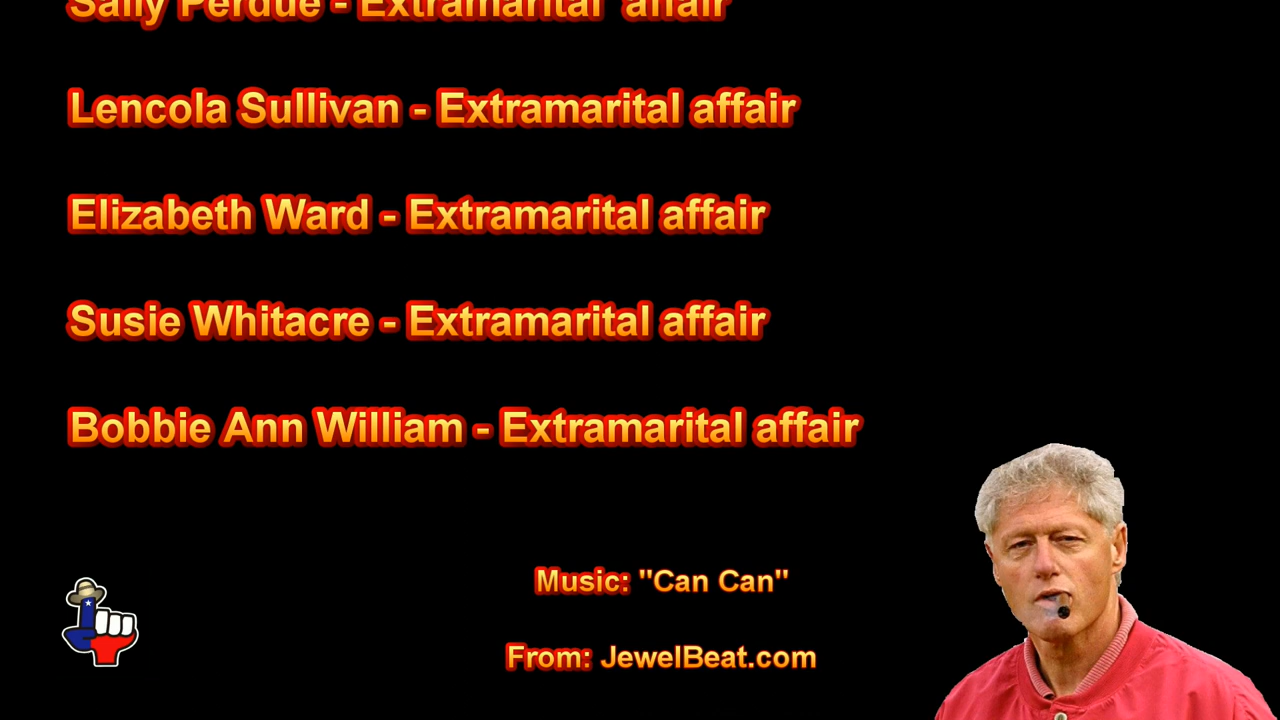 Sally Perdue - Extramarital affair
Lencola Sullivan - Extramarital affair
Elizabeth Ward - Extramarital affair
Susie Whitacre - Extramarital affair
Bobbie Ann William - Extramarital affair
Music: "Can Can"
From: JewelBeat.com